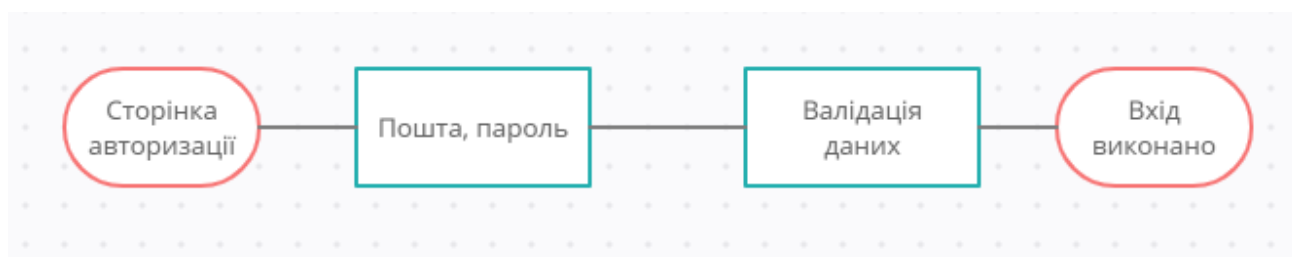 Сторінка
авторизації
Пошта, пароль
Валідація
даних
Вхід
виконано